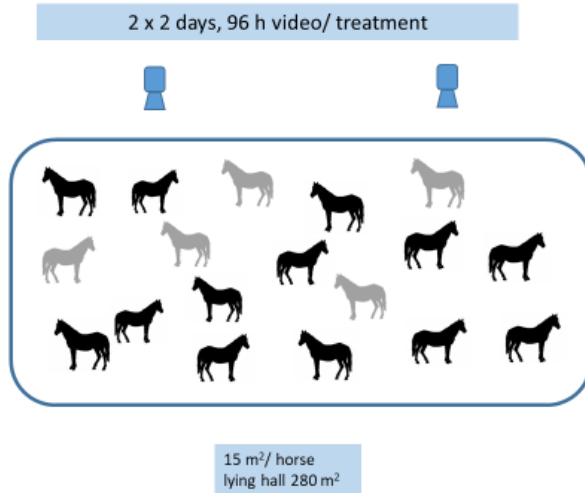 2 x 2 days, 96 h video/ treatment
15 m²/ horse
lying hall 280 m²